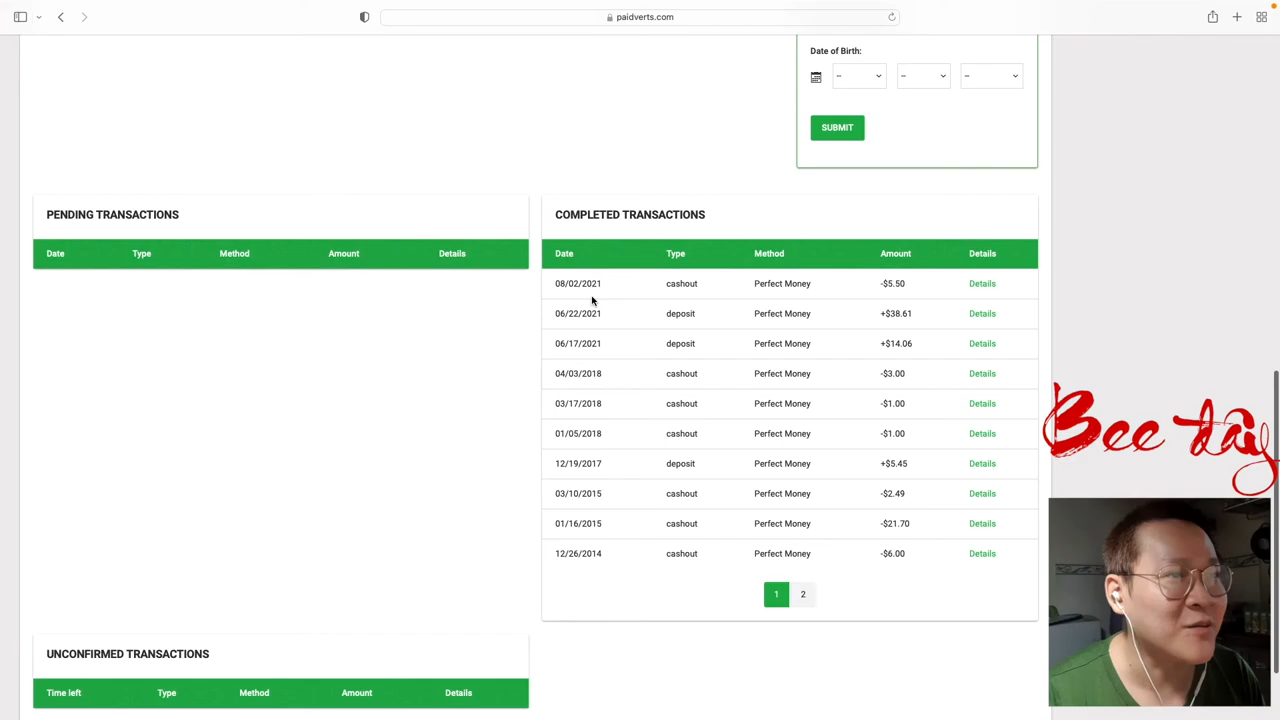 paidverts.com
Date of Birth:
-- -- --
SUBMIT
PENDING TRANSACTIONS
Date Type Method Amount Details
COMPLETED TRANSACTIONS
Date Type Method Amount Details
08/02/2021 cashout Perfect Money -$5.50 Details
06/22/2021 deposit Perfect Money +$38.61 Details
06/17/2021 deposit Perfect Money +$14.06 Details
04/03/2018 cashout Perfect Money -$3.00 Details
03/17/2018 cashout Perfect Money -$1.00 Details
01/05/2018 cashout Perfect Money -$1.00 Details
12/19/2017 deposit Perfect Money +$5.45 Details
03/10/2015 cashout Perfect Money -$2.49 Details
01/16/2015 cashout Perfect Money -$21.70 Details
12/26/2014 cashout Perfect Money -$6.00 Details
1 2
Bee day
UNCONFIRMED TRANSACTIONS
Time left Type Method Amount Details